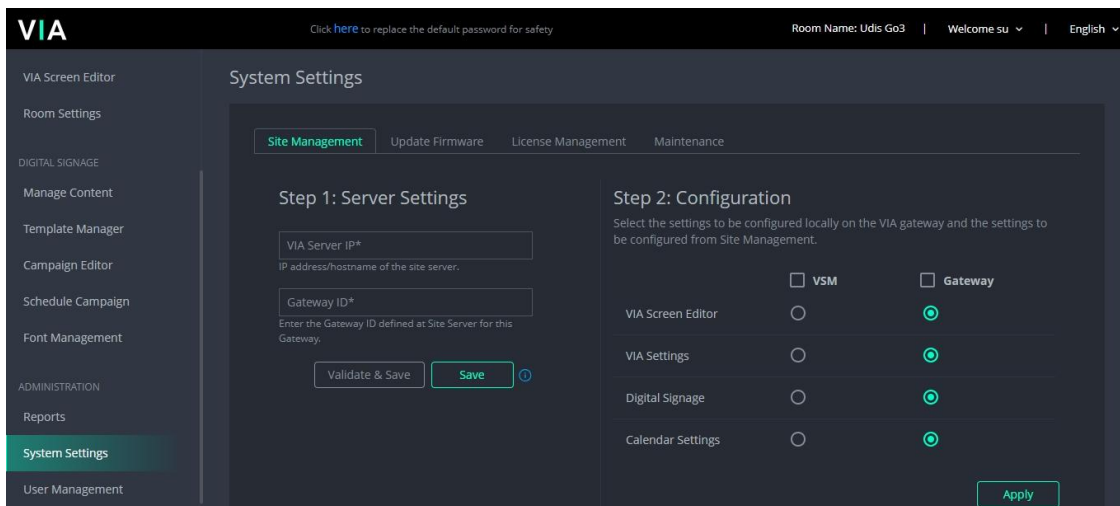 VIA
Click here to replace the default password for safety
Room Name: Udis Go3 | Welcome su | English
VIA Screen Editor
Room Settings
DIGITAL SIGNAGE
Manage Content
Template Manager
Campaign Editor
Schedule Campaign
Font Management
ADMINISTRATION
Reports
System Settings
User Management
System Settings
Site Management
Update Firmware
License Management
Maintenance
Step 1: Server Settings
VIA Server IP*
IP address/hostname of the site server.
Gateway ID*
Enter the Gateway ID defined at Site Server for this
Gateway.
Validate & Save
Save
Step 2: Configuration
Select the settings to be configured locally on the VIA gateway and the settings to
be configured from Site Management.
VSM
Gateway
VIA Screen Editor
VIA Settings
Digital Signage
Calendar Settings
Apply